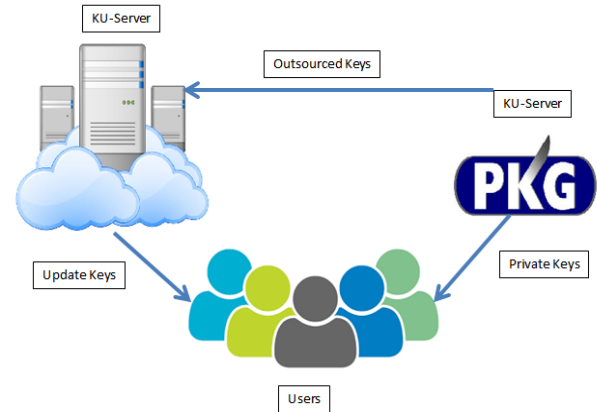 KU-Server
Outsourced Keys
KU-Server
PKG
Update Keys
Private Keys
Users